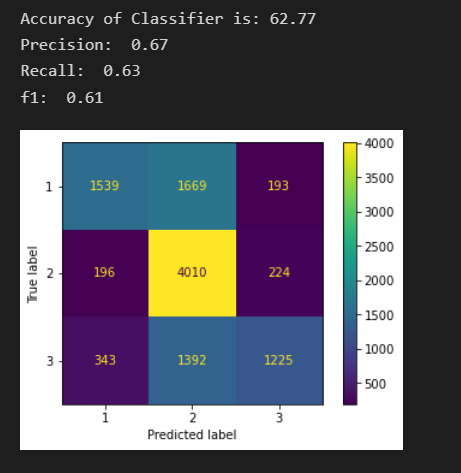 Accuracy of Classifier is: 62.77
Precision:  0.67
Recall:  0.63
f1:  0.61
4000
1 1539 1669 193
3500
3000
2500
True label
2 196 4010 224
2000
1500
3 343 1392 1225
1000
500
1 2 3
Predicted label